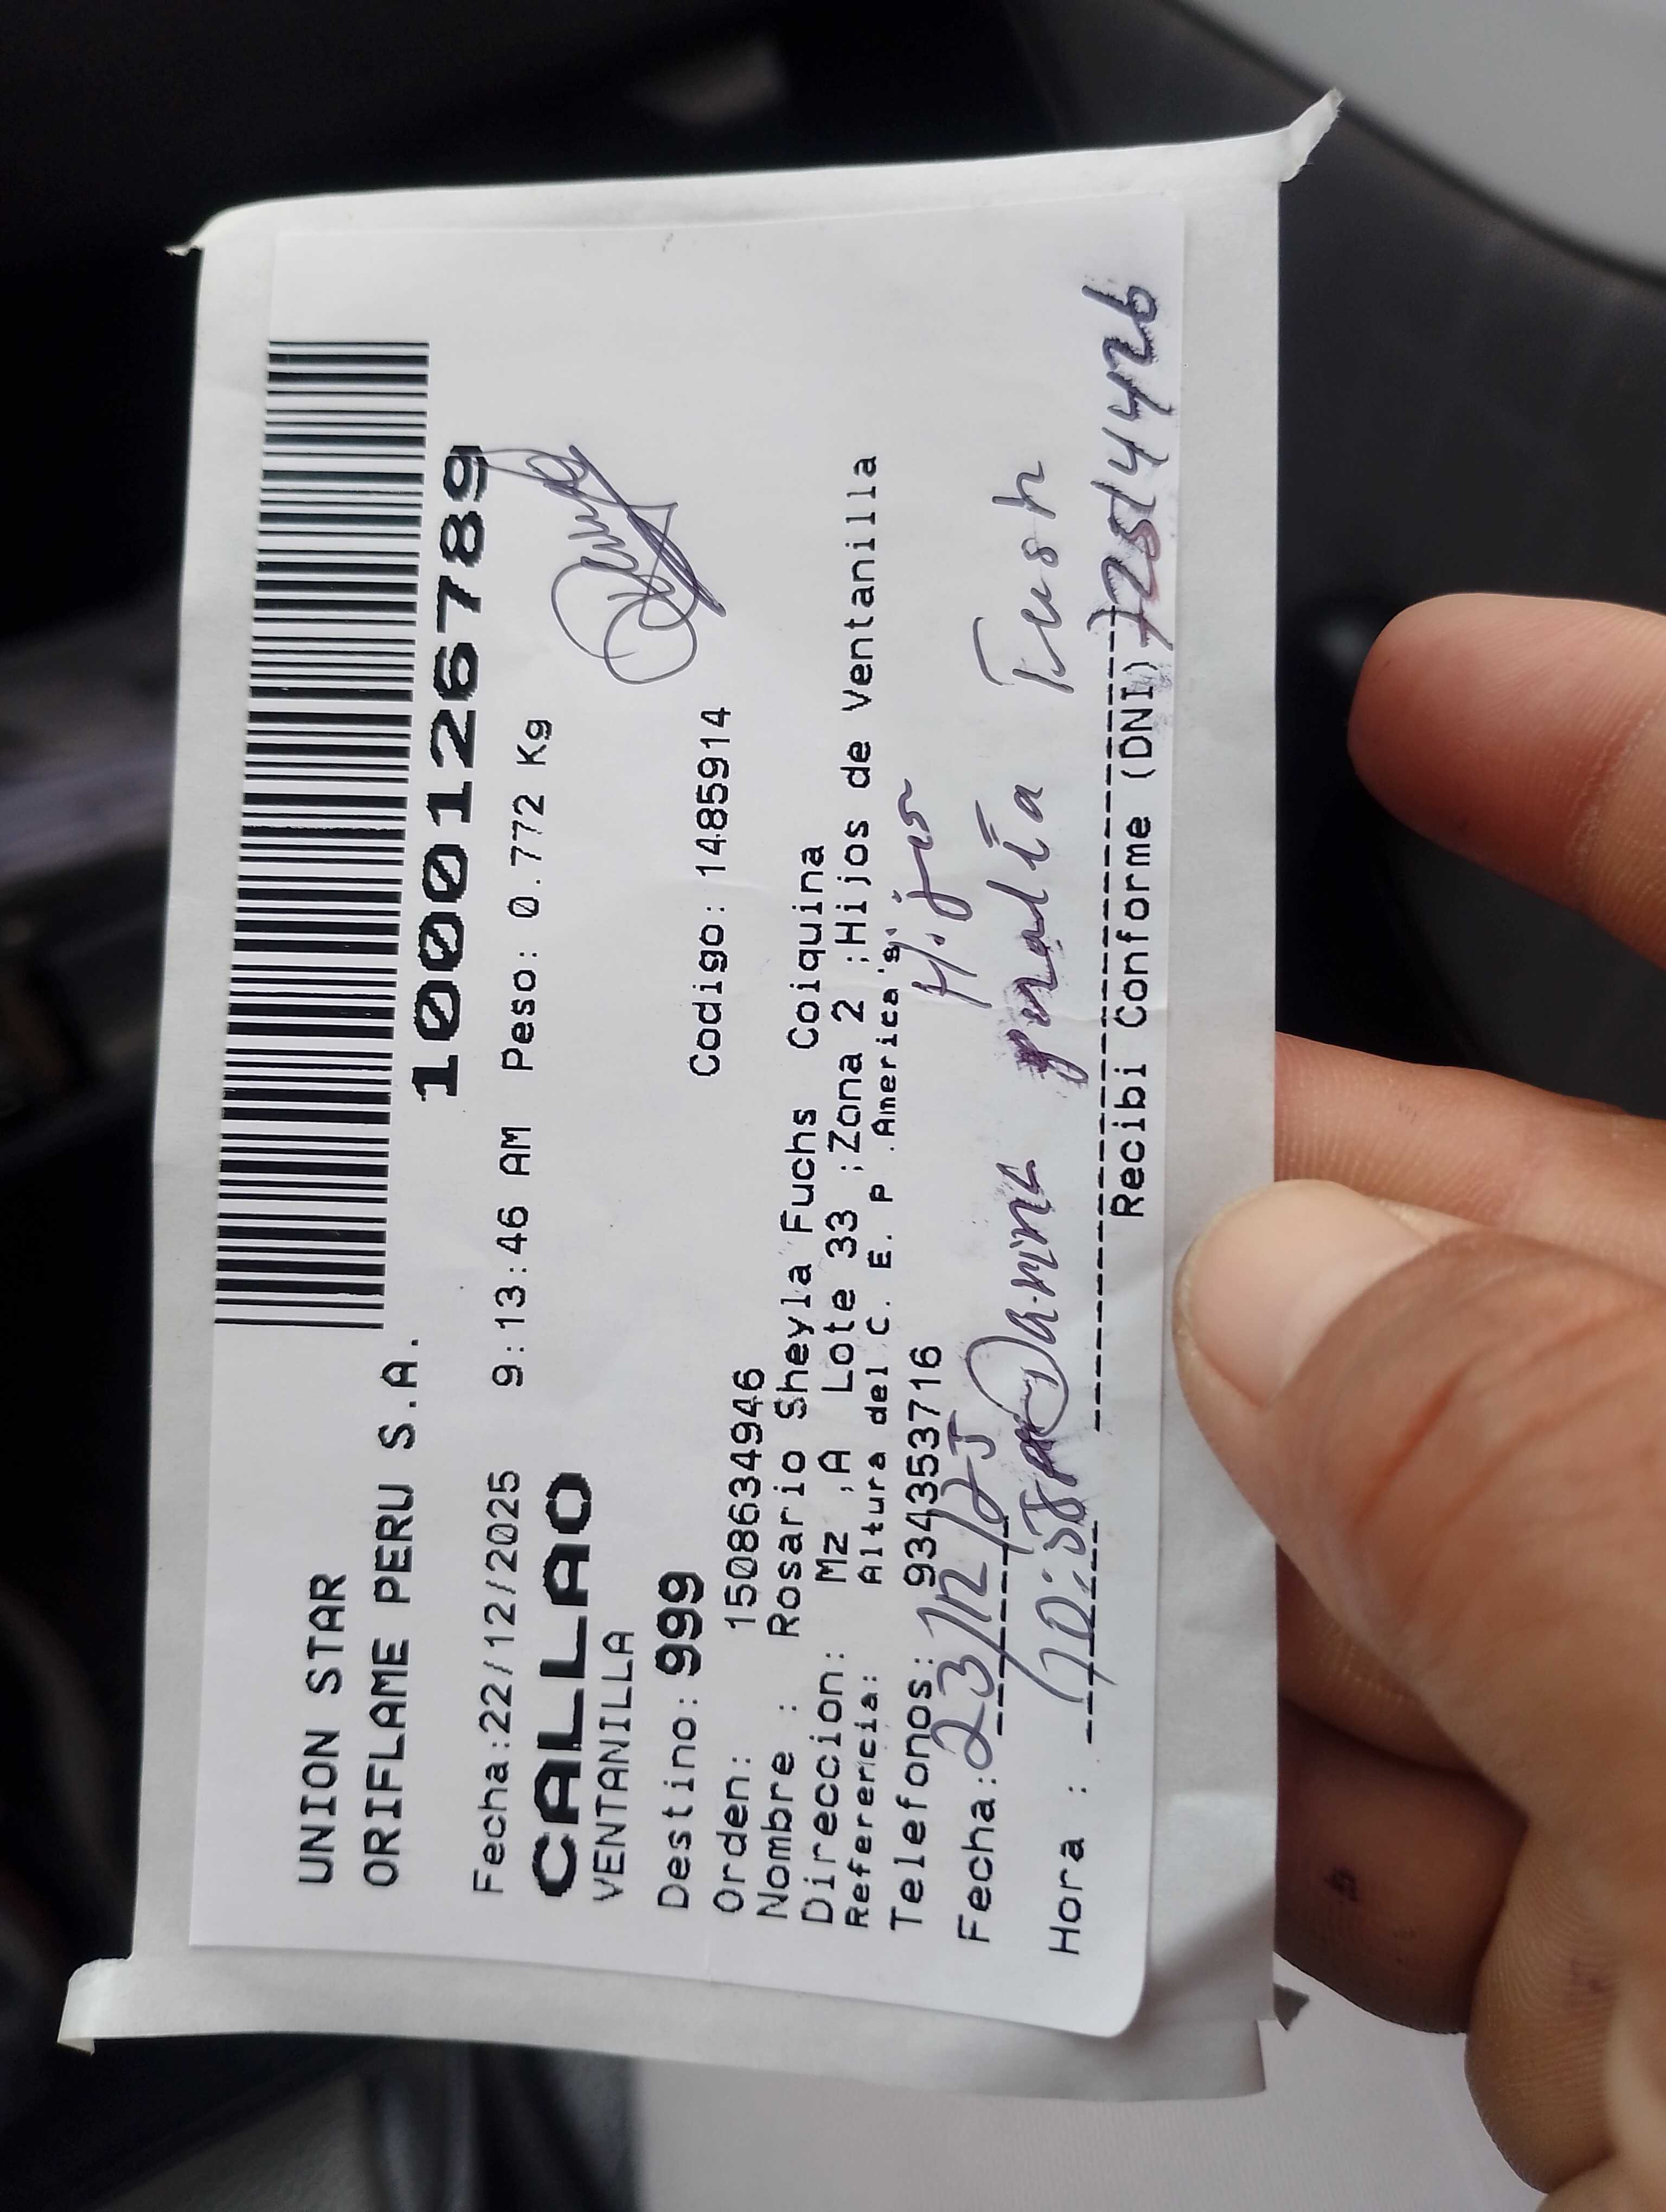 UNION STAR
ORIFLAME PERU S.A.
1000126789
Fecha:22/12/2025 9:13:46 AM Peso: 0.772 Kg
CALLAO
VENTANILLA
Destino: 999
Codigo: 1485914
Orden: 1508634946
Nombre : Rosario Sheyla Fuchs Coiquina
Direccion: Mz ,A Lote 33 ;Zona 2 ;Hijos de Ventanilla
Referencia: Altura del C. E. P .America's.
Telefonos: 934353716
Hijo
Fecha: 23/12/25
Hora : 10:58
Recibi Conforme (DNI)